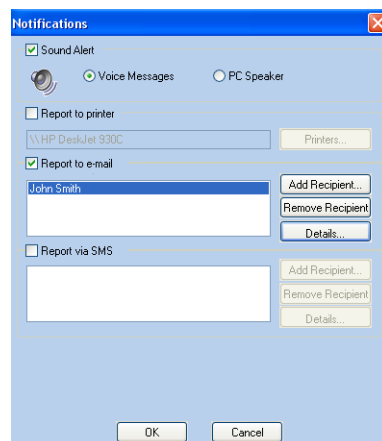 Notifications
Sound Alert
Voice Messages
PC Speaker
Report to printer
\\HP DeskJet 930C
Printers...
Report to e-mail
John Smith
Add Recipient...
Remove Recipient
Details...
Report via SMS
Add Recipient...
Remove Recipient
Details...
OK
Cancel